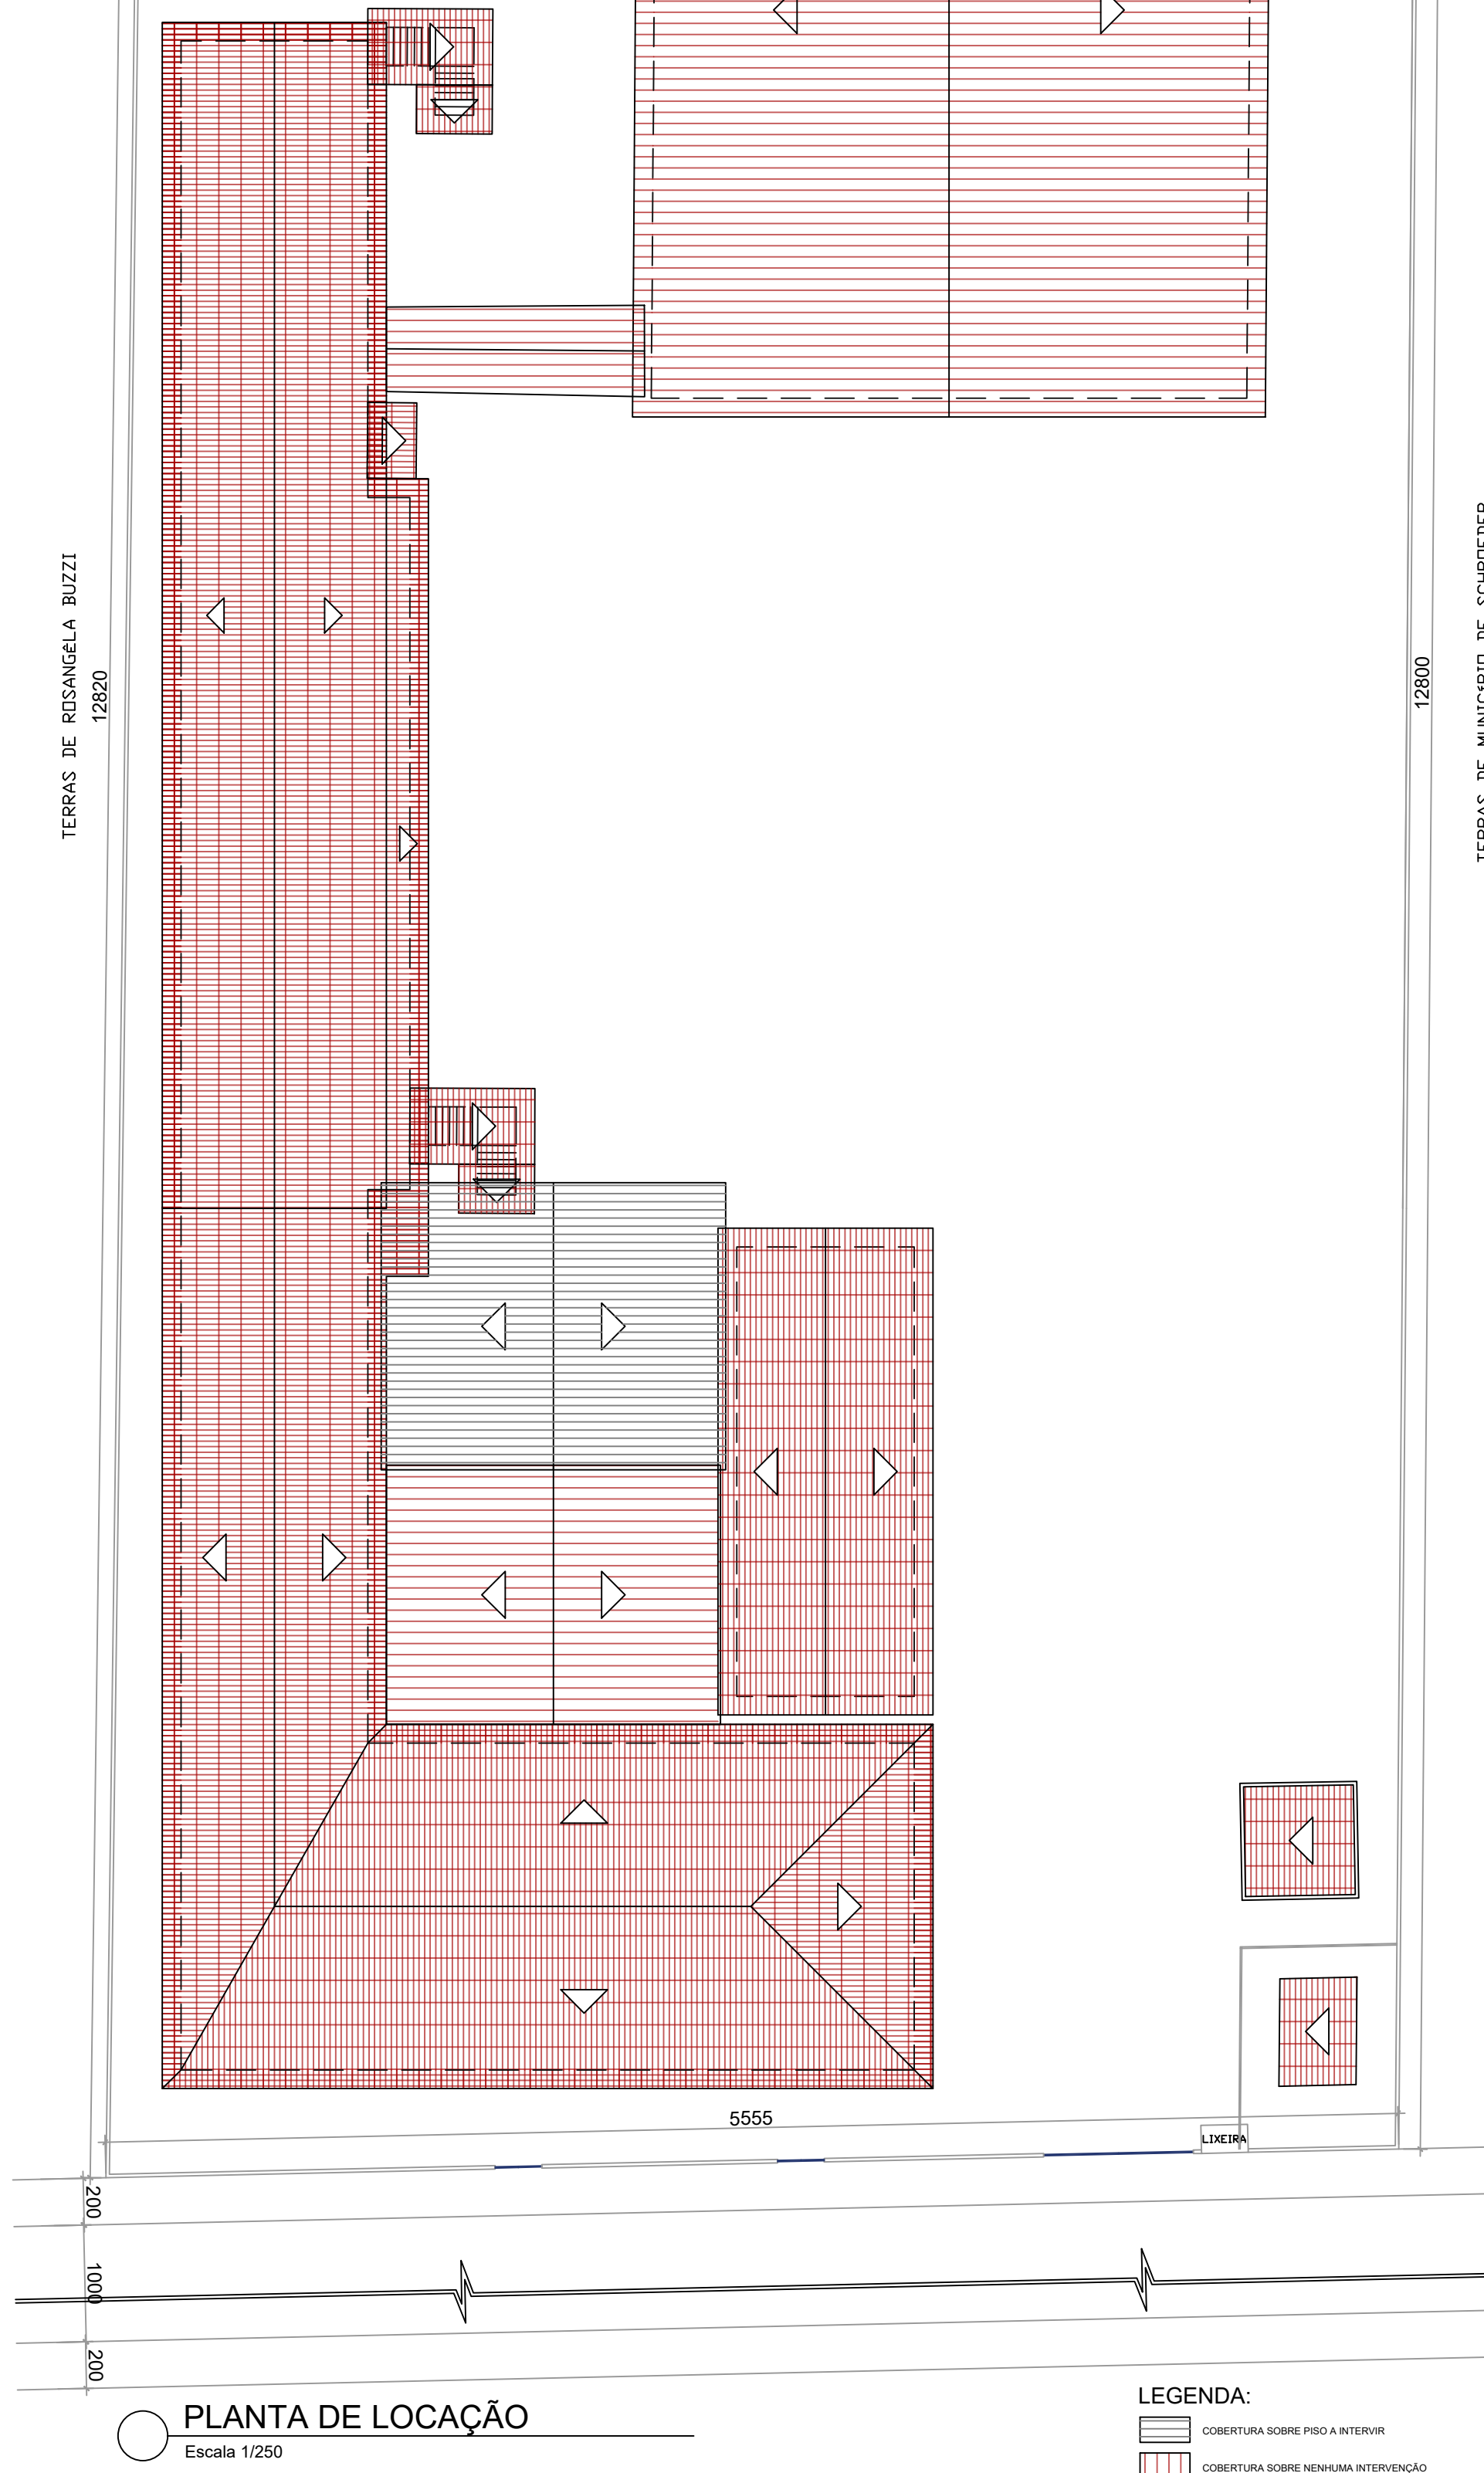 TERRAS DE ROSANGÉLA BUZZI
12820
12800
5555
LIXEIRA
200
1000
200
PLANTA DE LOCAÇÃO
Escala 1/250
LEGENDA:
COBERTURA SOBRE PISO A INTERVIR
COBERTURA SOBRE NENHUMA INTERVENÇÃO